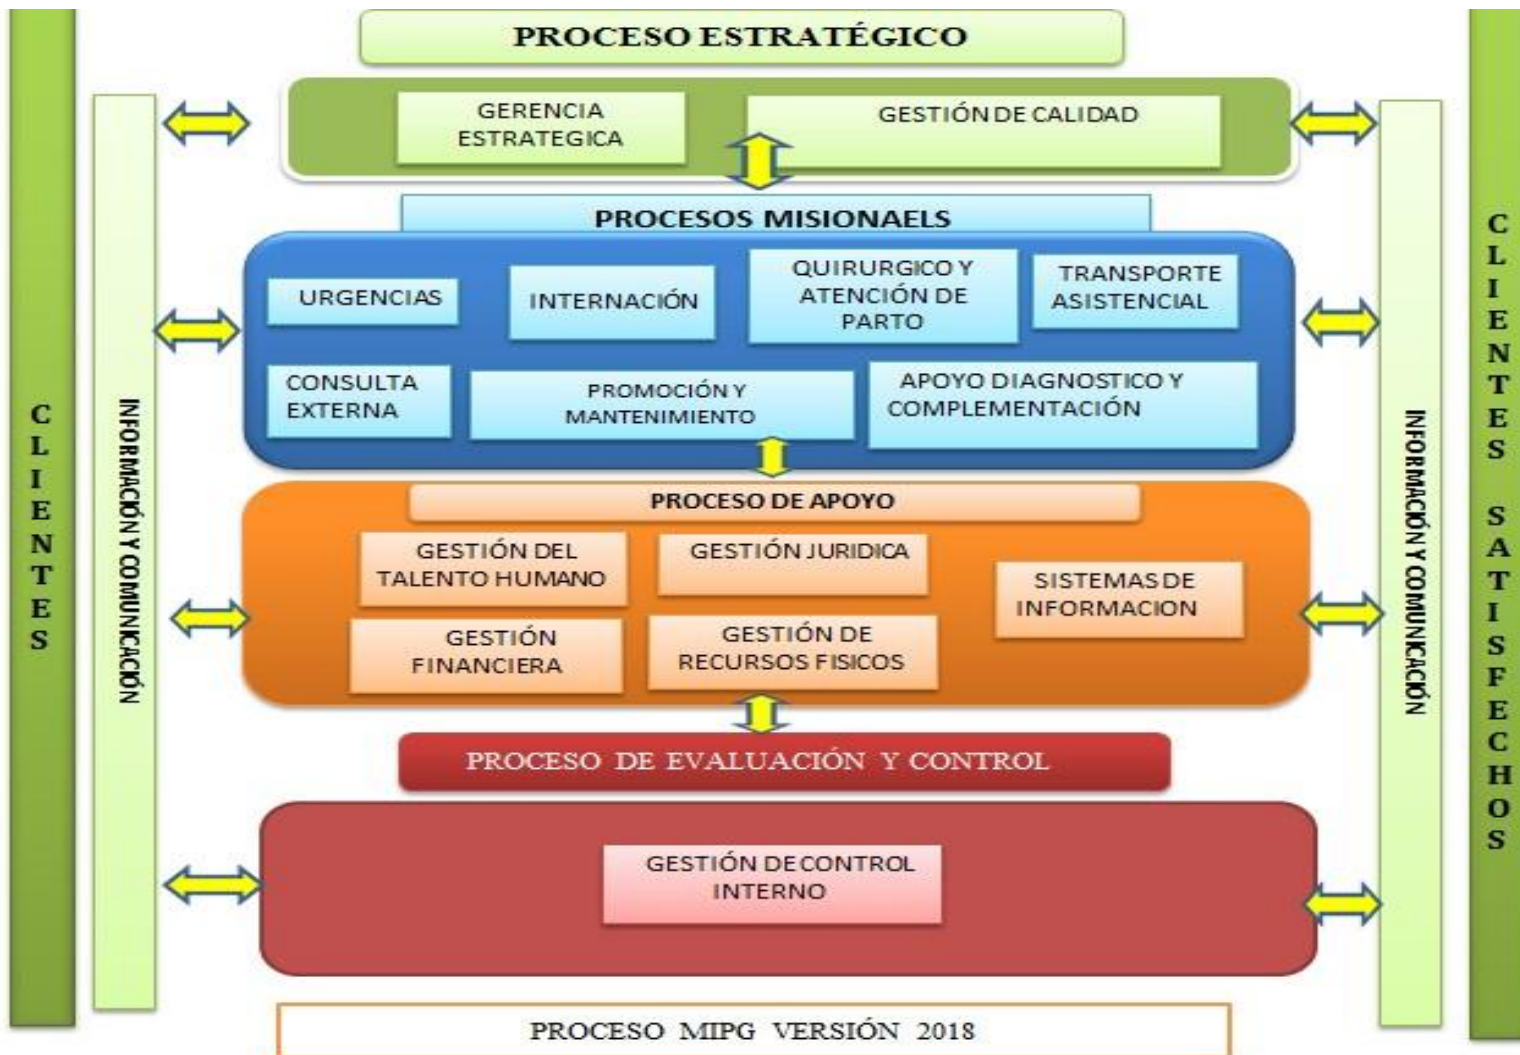 PROCESO ESTRATÉGICO
GERENCIA
ESTRATEGICA
GESTIÓN DE CALIDAD
PROCESOS MISIONAELS
URGENCIAS
INTERNACIÓN
QUIRURGICO Y
ATENCIÓN DE
PARTO
TRANSPORTE
ASISTENCIAL
CONSULTA
EXTERNA
PROMOCIÓN Y
MANTENIMIENTO
APOYO DIAGNOSTICO Y
COMPLEMENTACIÓN
PROCESO DE APOYO
GESTIÓN DEL
TALENTO HUMANO
GESTIÓN JURIDICA
SISTEMAS DE
INFORMACION
GESTIÓN
FINANCIERA
GESTIÓN DE
RECURSOS FISICOS
PROCESO DE EVALUACIÓN Y CONTROL
GESTIÓN DE CONTROL
INTERNO
PROCESO MIPG VERSIÓN 2018
CLIENTES
INFORMACIÓN Y COMUNICACIÓN
INFORMACIÓN Y COMUNICACIÓN
CLIENTES SATISFECHOS